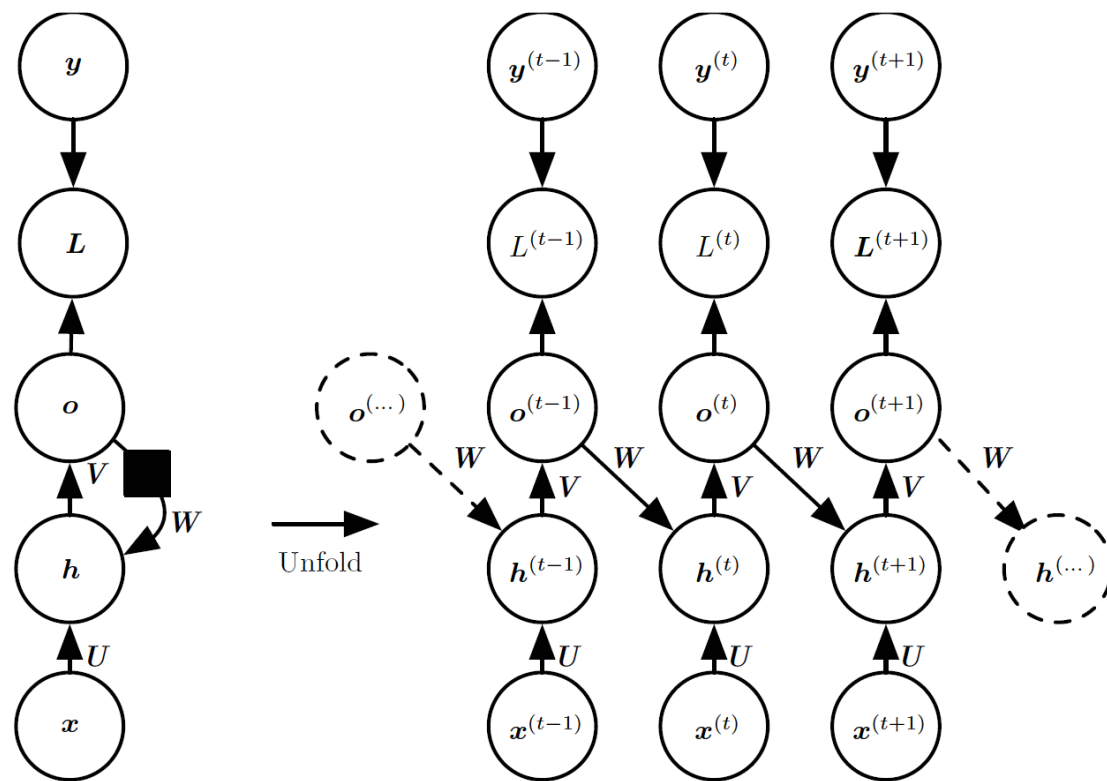 y y^(t−1) y^(t) y^(t+1)
L L^(t−1) L^(t) L^(t+1)
o o^(...) o^(t−1) o^(t) o^(t+1)
V W V W V W V W
W
h h^(t−1) h^(t) h^(t+1) h^(...)
Unfold
U U U U
x x^(t−1) x^(t) x^(t+1)